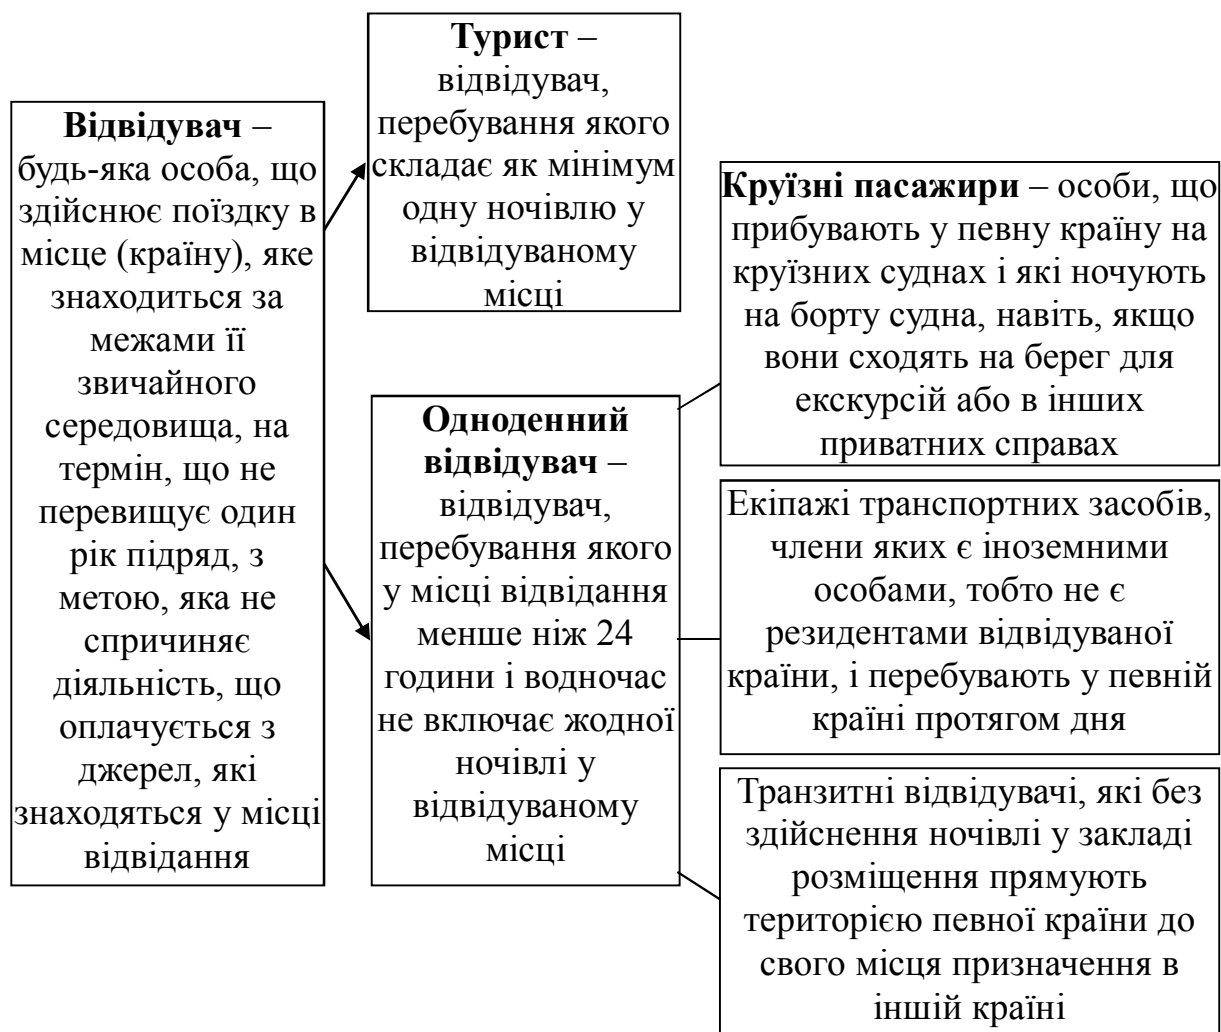 Відвідувач –
будь-яка особа, що
здійснює поїздку в
місце (країну), яке
знаходиться за
межами її
звичайного
середовища, на
термін, що не
перевищує один
рік підряд, з
метою, яка не
спричиняє
діяльність, що
оплачується з
джерел, які
знаходяться у місці
відвідання
Турист –
відвідувач,
перебування якого
складає як мінімум
одну ночівлю у
відвідуваному
місці
Одноденний
відвідувач –
відвідувач,
перебування якого
у місці відвідання
менше ніж 24
години і водночас
не включає жодної
ночівлі у
відвідуваному
місці
Круїзні пасажири – особи, що
прибувають у певну країну на
круїзних суднах і які ночують
на борту судна, навіть, якщо
вони сходять на берег для
екскурсій або в інших
приватних справах
Екіпажі транспортних засобів,
члени яких є іноземними
особами, тобто не є
резидентами відвідуваної
країни, і перебувають у певній
країні протягом дня
Транзитні відвідувачі, які без
здійснення ночівлі у закладі
розміщення прямують
територією певної країни до
свого місця призначення в
іншій країні